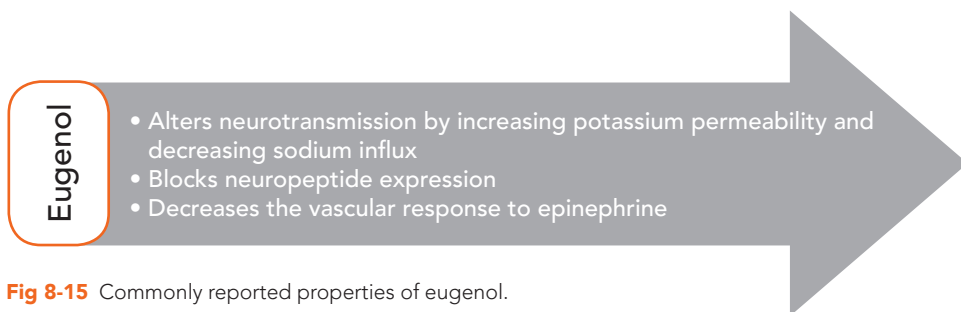 Eugenol
• Alters neurotransmission by increasing potassium permeability and
decreasing sodium influx
• Blocks neuropeptide expression
• Decreases the vascular response to epinephrine
Fig 8-15 Commonly reported properties of eugenol.